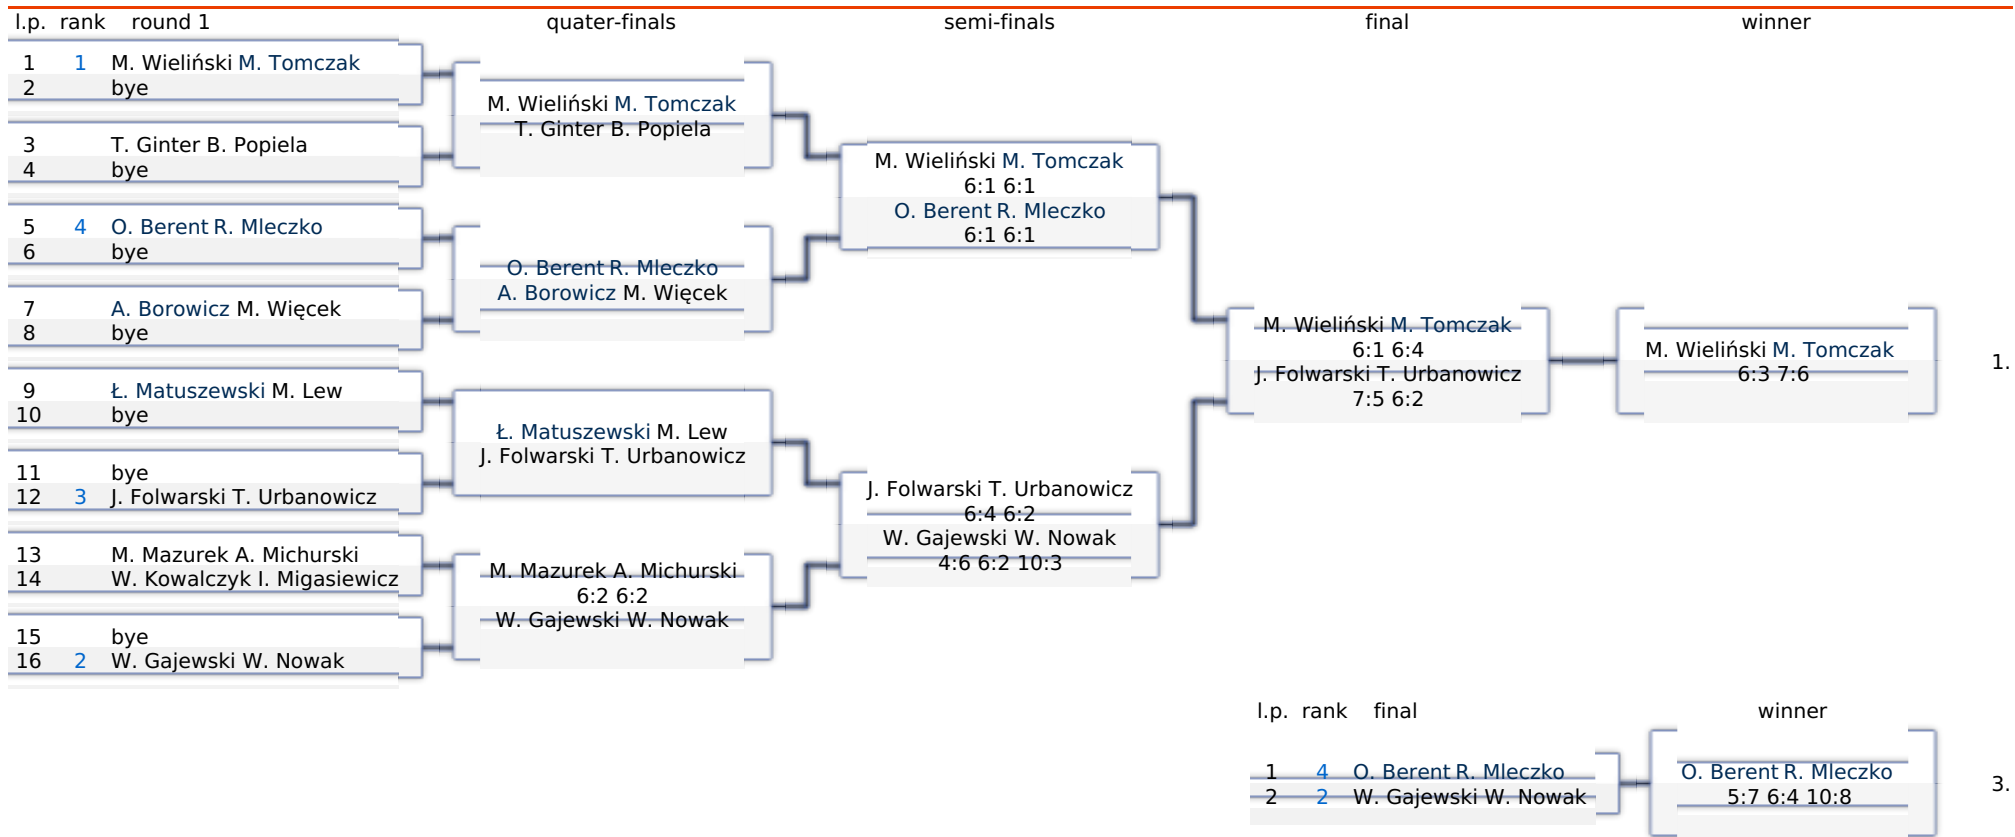 l.p. rank round 1 quater-finals semi-finals final winner
1 1 M. Wieliński M. Tomczak
2 bye
3 T. Ginter B. Popiela
4 bye
5 4 O. Berent R. Mleczko
6 bye
7 A. Borowicz M. Więcek
8 bye
9 Ł. Matuszewski M. Lew
10 bye
11 bye
12 3 J. Folwarski T. Urbanowicz
13 M. Mazurek A. Michurski
14 W. Kowalczyk I. Migasiewicz
15 bye
16 2 W. Gajewski W. Nowak
M. Wieliński M. Tomczak
T. Ginter B. Popiela
O. Berent R. Mleczko
A. Borowicz M. Więcek
Ł. Matuszewski M. Lew
J. Folwarski T. Urbanowicz
M. Mazurek A. Michurski
6:2 6:2
W. Gajewski W. Nowak
M. Wieliński M. Tomczak
6:1 6:1
O. Berent R. Mleczko
6:1 6:1
J. Folwarski T. Urbanowicz
6:4 6:2
W. Gajewski W. Nowak
4:6 6:2 10:3
M. Wieliński M. Tomczak
6:1 6:4
J. Folwarski T. Urbanowicz
7:5 6:2
M. Wieliński M. Tomczak
6:3 7:6
1.
l.p. rank final winner
1 4 O. Berent R. Mleczko
2 2 W. Gajewski W. Nowak
O. Berent R. Mleczko
5:7 6:4 10:8
3.